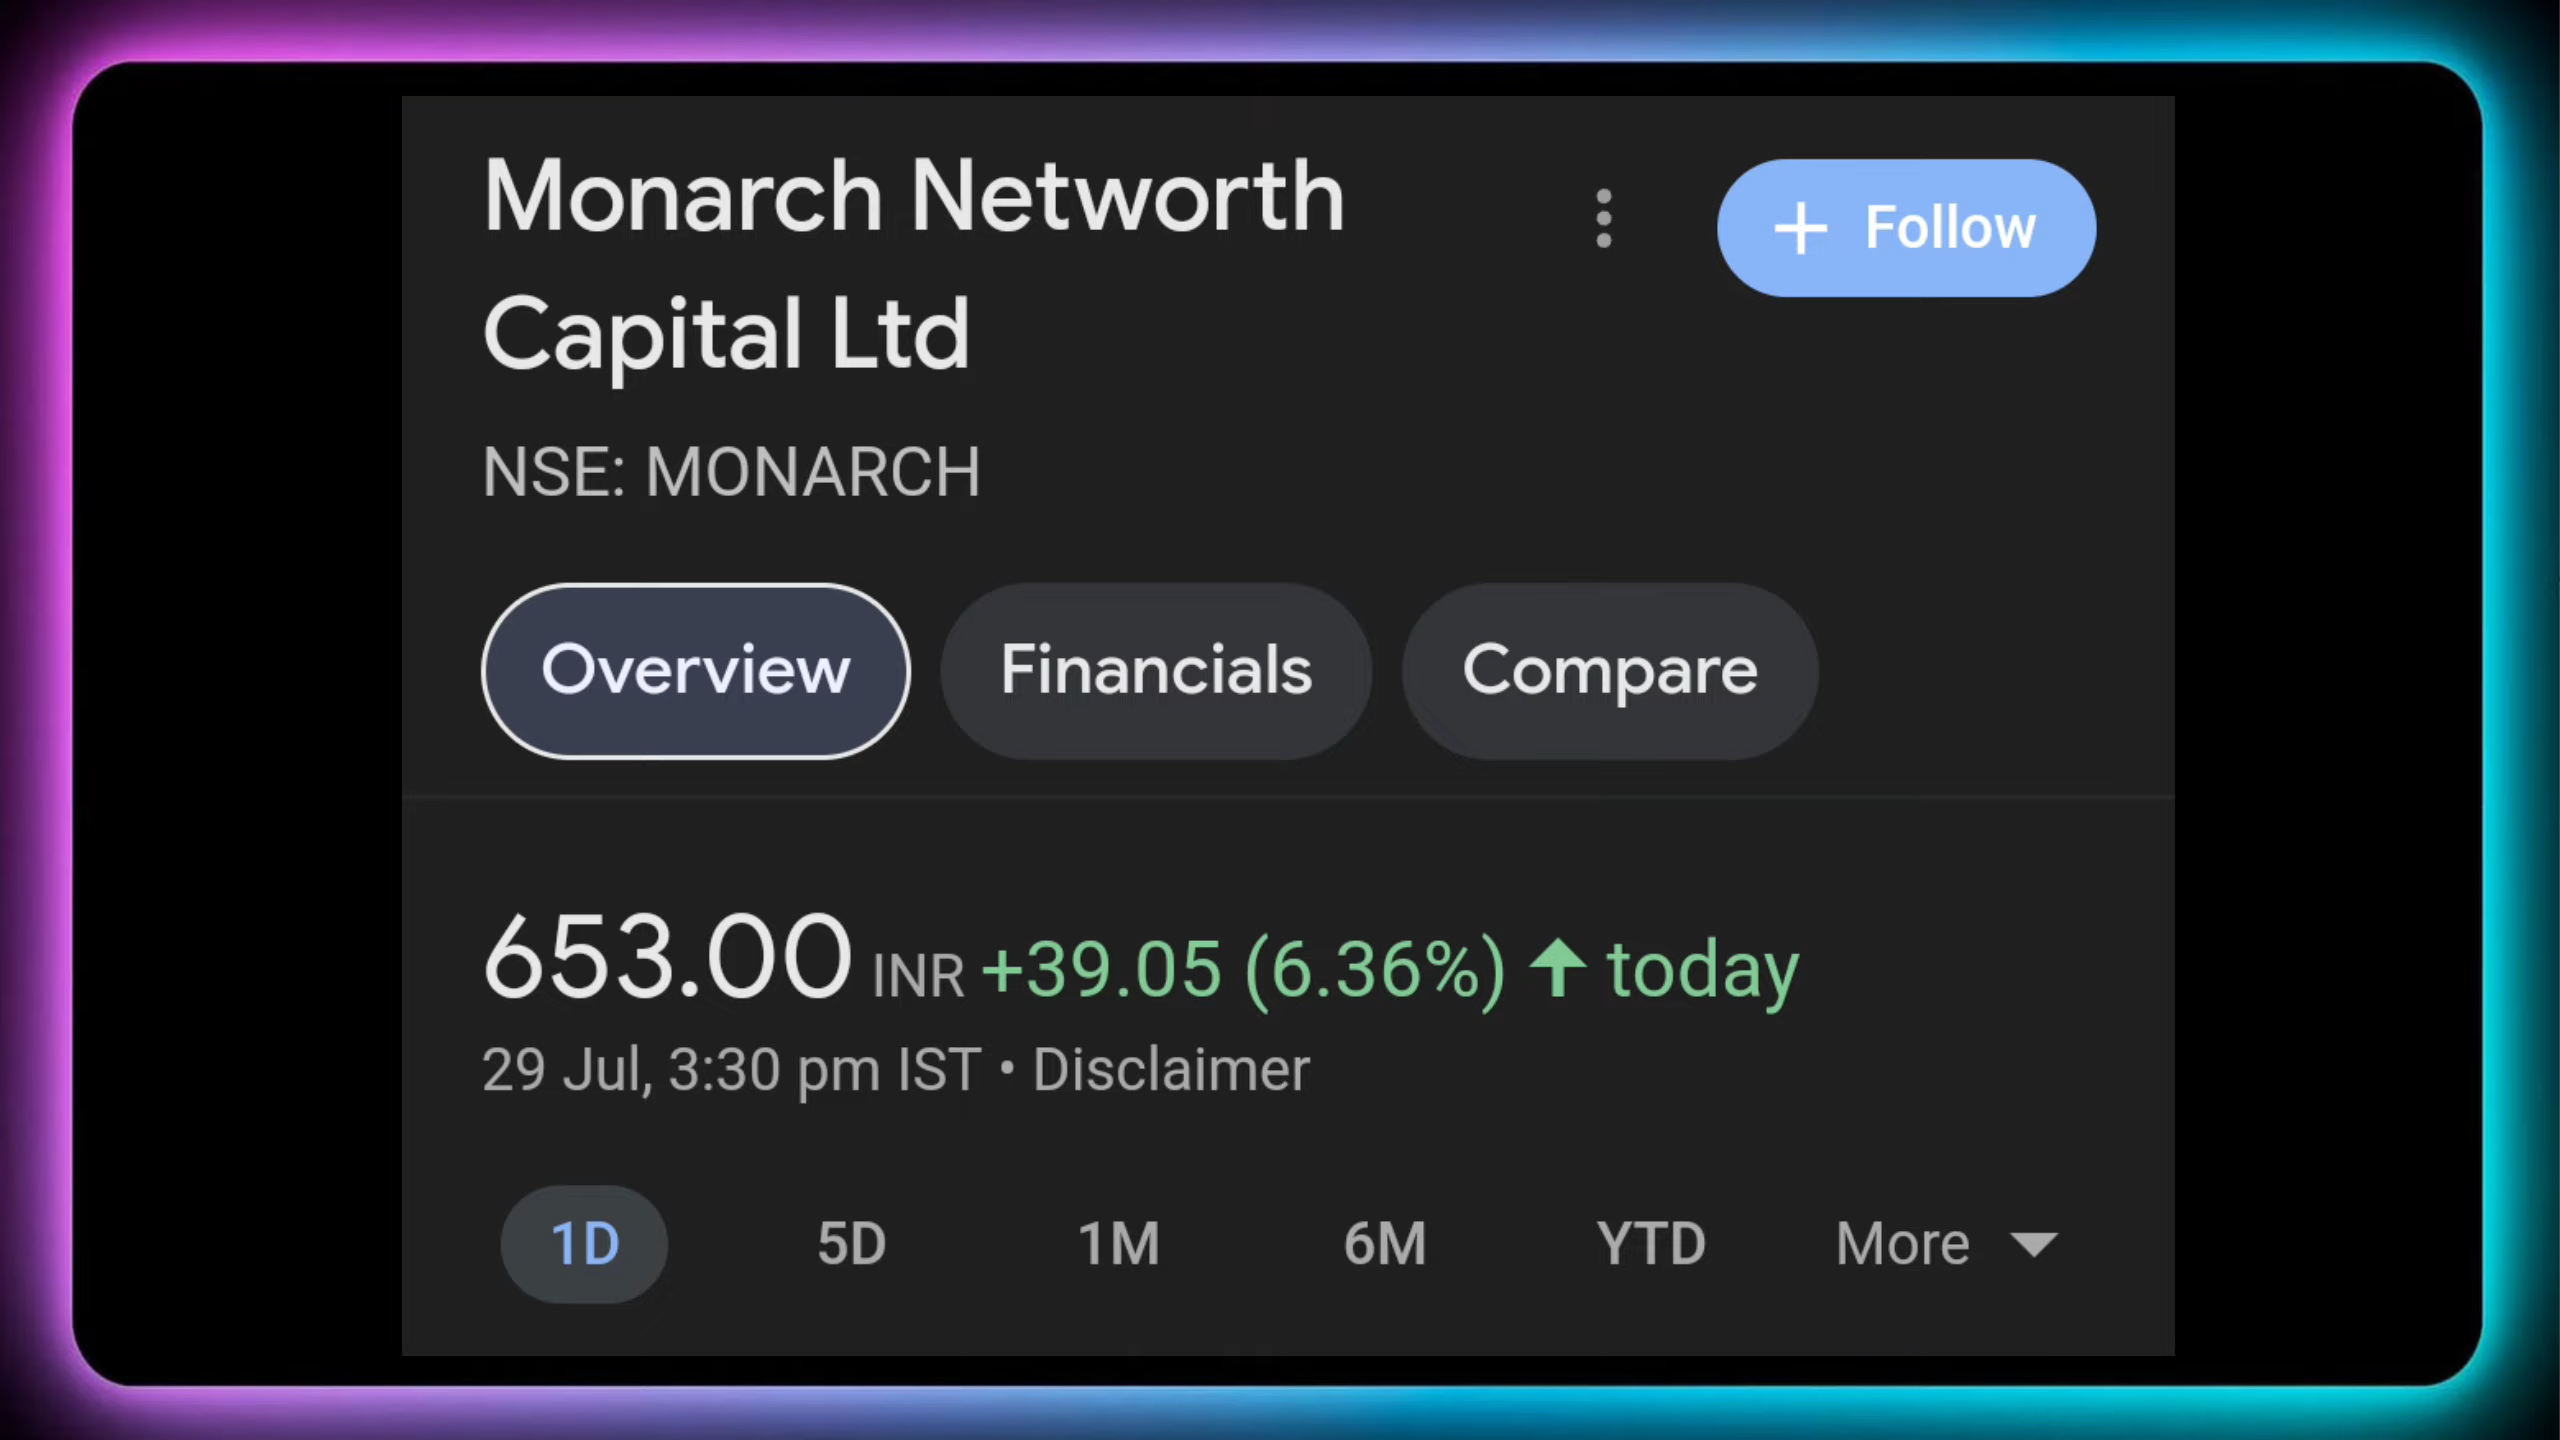 Monarch Networth
Capital Ltd
+ Follow
NSE: MONARCH
Overview Financials Compare
653.00 INR +39.05 (6.36%) ↑ today
29 Jul, 3:30 pm IST • Disclaimer
1D 5D 1M 6M YTD More